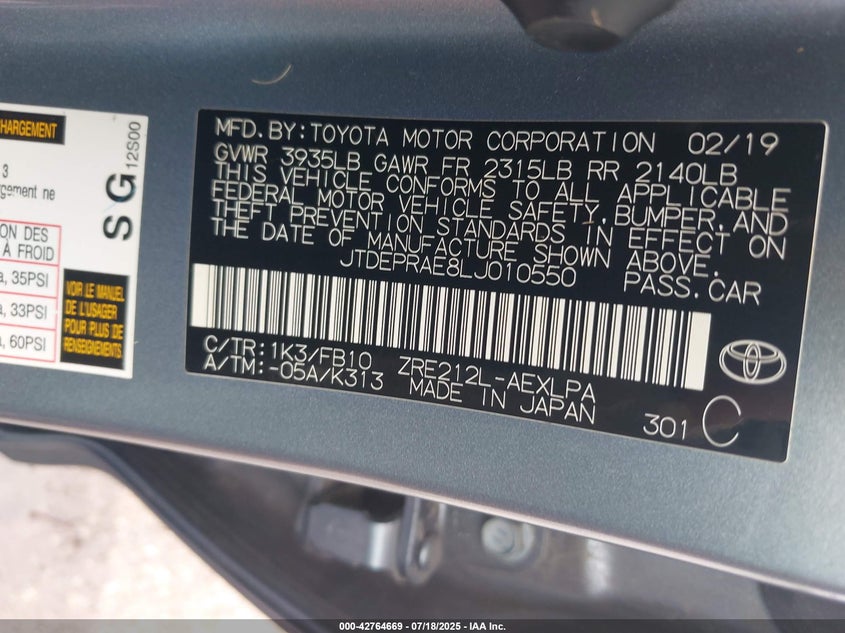 CHARGEMENT
3
rgement ne
ION DES
À FROID
a, 35PSI
a, 33PSI
a, 60PSI
VOIR LE MANUEL
DE L'USAGER
POUR PLUS DE
RENSEIGNEMENTS
SG
12S00
MFD. BY: TOYOTA MOTOR CORPORATION 02/19
GVWR 3935LB GAWR FR 2315LB RR 2140LB
THIS VEHICLE CONFORMS TO ALL APPLICABLE
FEDERAL MOTOR VEHICLE SAFETY, BUMPER, AND
THEFT PREVENTION STANDARDS IN EFFECT ON
THE DATE OF MANUFACTURE SHOWN ABOVE.
JTDEPRAE8LJ010550 PASS. CAR
C/TR: 1K3/FB10 ZRE212L-AEXLPA
A/TM: -05A/K313 MADE IN JAPAN
301 C
000-42764669 - 07/18/2025 - IAA Inc.